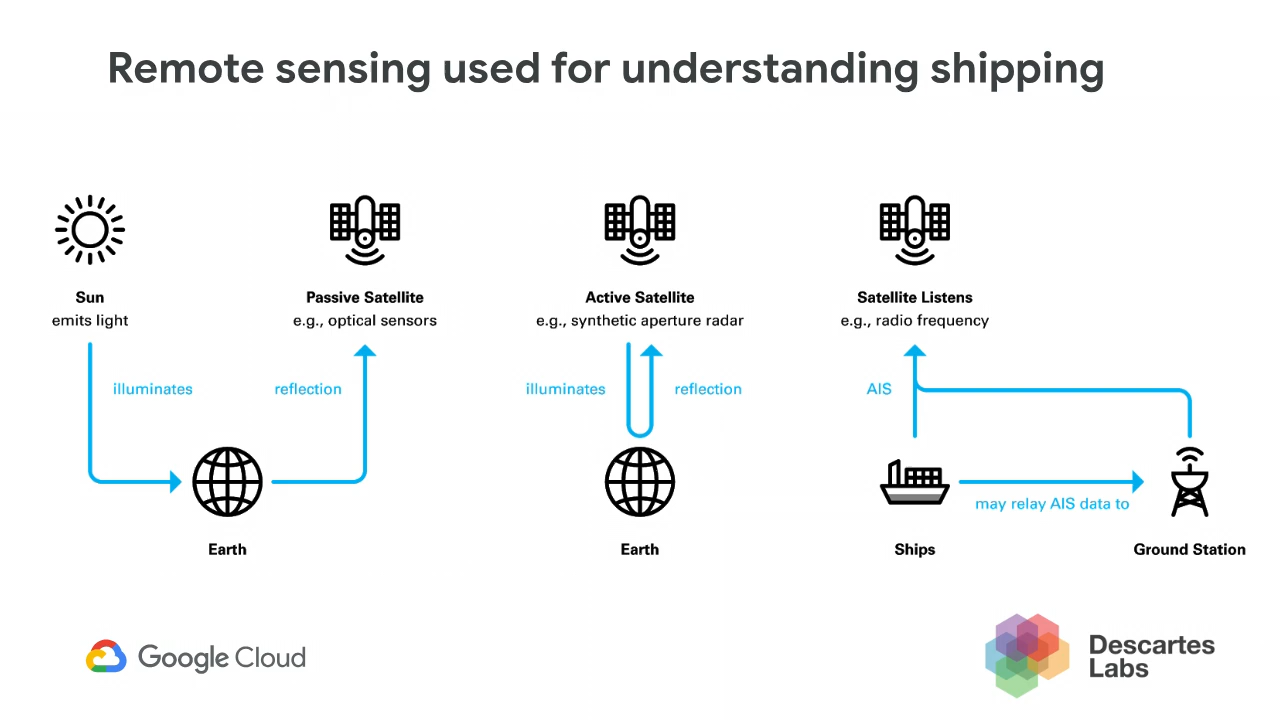 Remote sensing used for understanding shipping
Sun
emits light
Passive Satellite
e.g., optical sensors
Active Satellite
e.g., synthetic aperture radar
Satellite Listens
e.g., radio frequency
illuminates
reflection
illuminates
reflection
AIS
may relay AIS data to
Earth
Earth
Ships
Ground Station
Google Cloud
Descartes
Labs